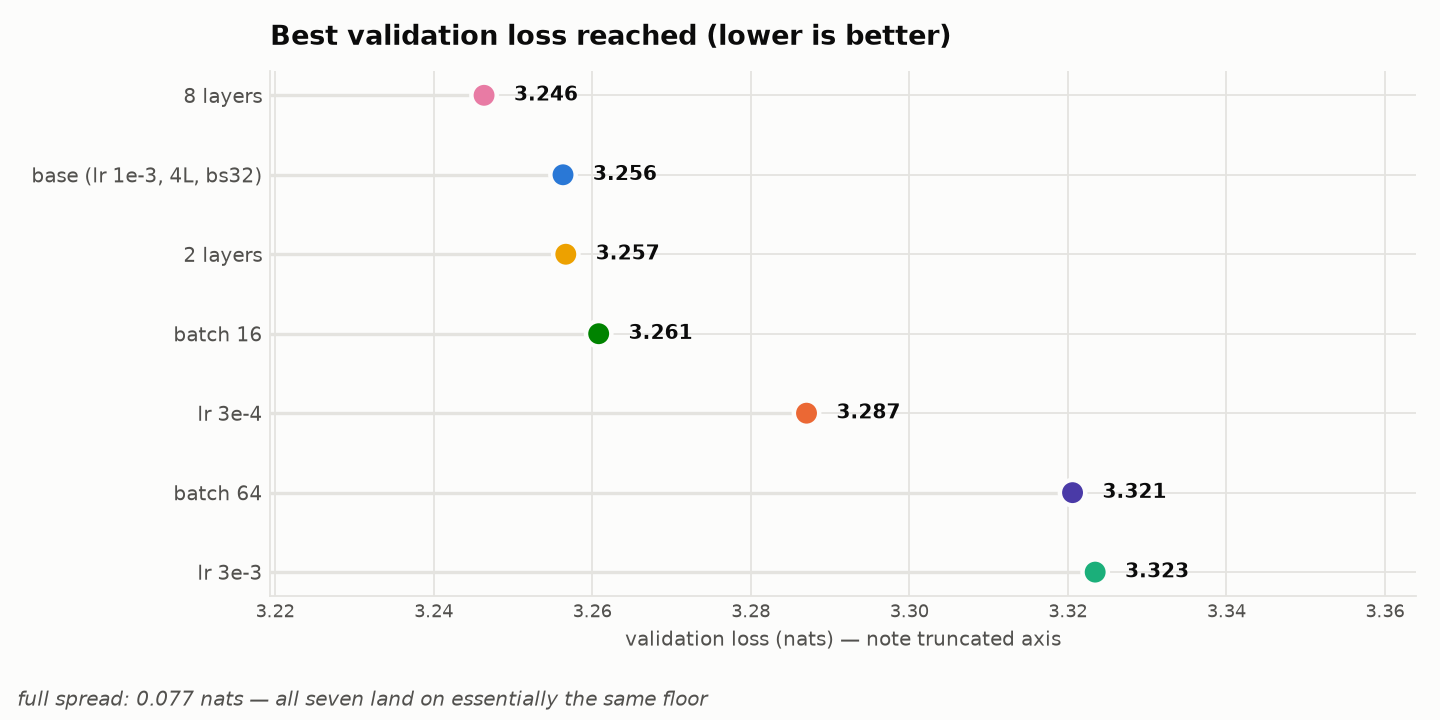 Best validation loss reached (lower is better)
8 layers 3.246
base (lr 1e-3, 4L, bs32) 3.256
2 layers 3.257
batch 16 3.261
lr 3e-4 3.287
batch 64 3.321
lr 3e-3 3.323
3.22 3.24 3.26 3.28 3.30 3.32 3.34 3.36
validation loss (nats) — note truncated axis
full spread: 0.077 nats — all seven land on essentially the same floor